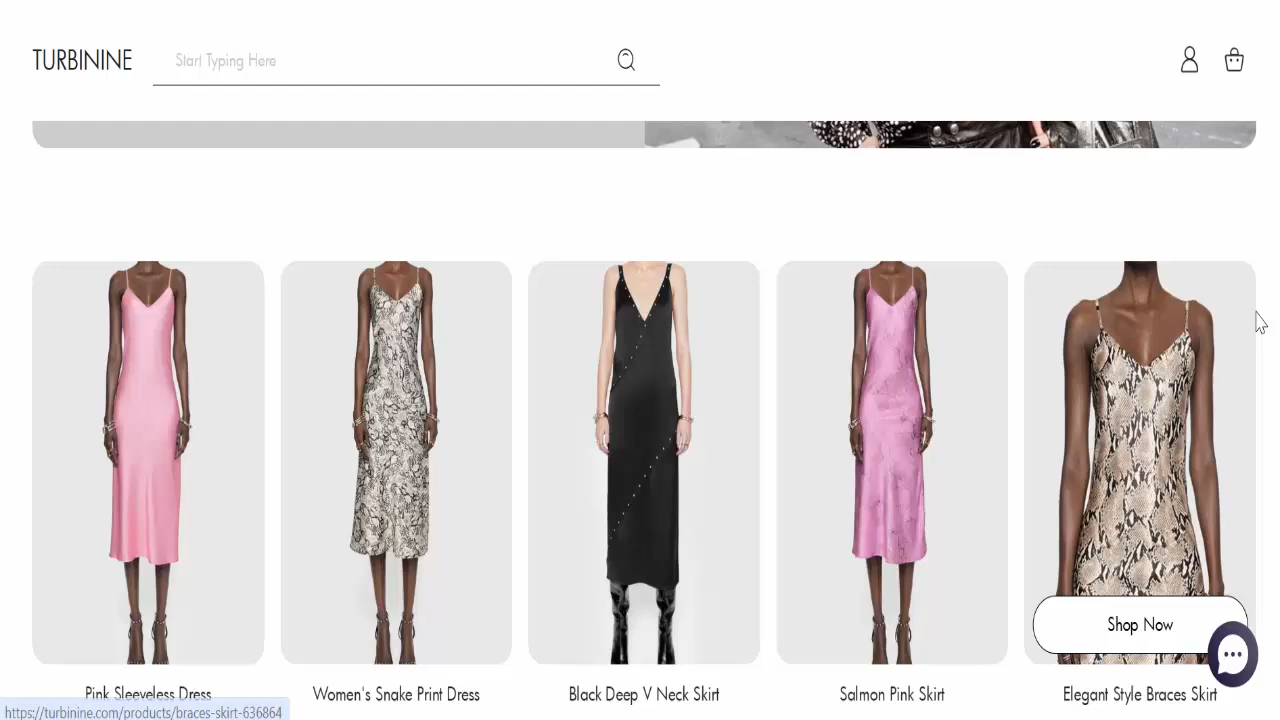 TURBININE
Start Typing Here
Shop Now
Pink Sleeveless Dress
Women's Snake Print Dress
Black Deep V Neck Skirt
Salmon Pink Skirt
Elegant Style Braces Skirt
https://turbinine.com/products/braces-skirt-636864